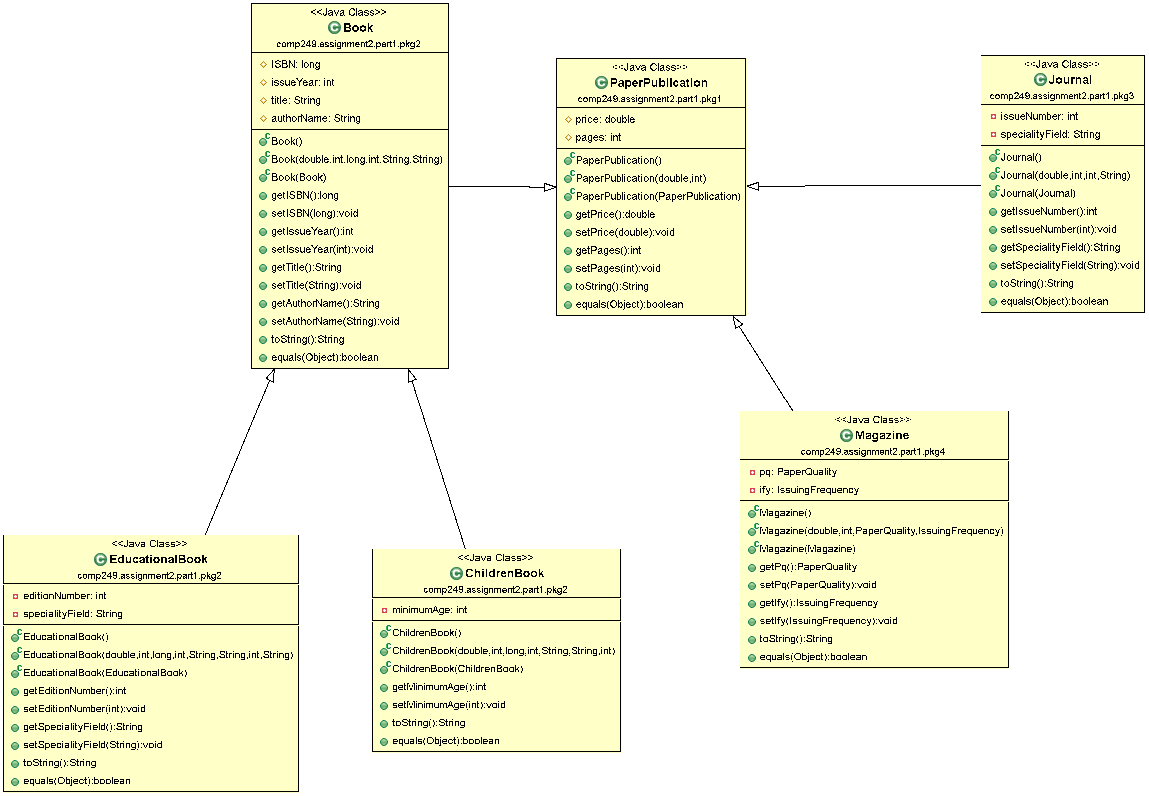 <<Java Class>>
Book
comp249.assignment2.part1.pkg2
ISBN: long
issueYear: int
title: String
authorName: String
Book()
Book(double,int,long,int,String,String)
Book(Book)
getISBN():long
setISBN(long):void
getIssueYear():int
setIssueYear(int):void
getTitle():String
setTitle(String):void
getAuthorName():String
setAuthorName(String):void
toString():String
equals(Object):boolean
<<Java Class>>
PaperPublication
comp249.assignment2.part1.pkg1
price: double
pages: int
PaperPublication()
PaperPublication(double,int)
PaperPublication(PaperPublication)
getPrice():double
setPrice(double):void
getPages():int
setPages(int):void
toString():String
equals(Object):boolean
<<Java Class>>
Journal
comp249.assignment2.part1.pkg3
issueNumber: int
specialityField: String
Journal()
Journal(double,int,int,String)
Journal(Journal)
getIssueNumber():int
setIssueNumber(int):void
getSpecialityField():String
setSpecialityField(String):void
toString():String
equals(Object):boolean
<<Java Class>>
Magazine
comp249.assignment2.part1.pkg4
pq: PaperQuality
ify: IssuingFrequency
Magazine()
Magazine(double,int,PaperQuality,IssuingFrequency)
Magazine(Magazine)
getPq():PaperQuality
setPq(PaperQuality):void
getIfy():IssuingFrequency
setIfy(IssuingFrequency):void
toString():String
equals(Object):boolean
<<Java Class>>
EducationalBook
comp249.assignment2.part1.pkg2
editionNumber: int
specialityField: String
EducationalBook()
EducationalBook(double,int,long,int,String,String,int,String)
EducationalBook(EducationalBook)
getEditionNumber():int
setEditionNumber(int):void
getSpecialityField():String
setSpecialityField(String):void
toString():String
equals(Object):boolean
<<Java Class>>
ChildrenBook
comp249.assignment2.part1.pkg2
minimumAge: int
ChildrenBook()
ChildrenBook(double,int,long,int,String,String,int)
ChildrenBook(ChildrenBook)
getMinimumAge():int
setMinimumAge(int):void
toString():String
equals(Object):boolean